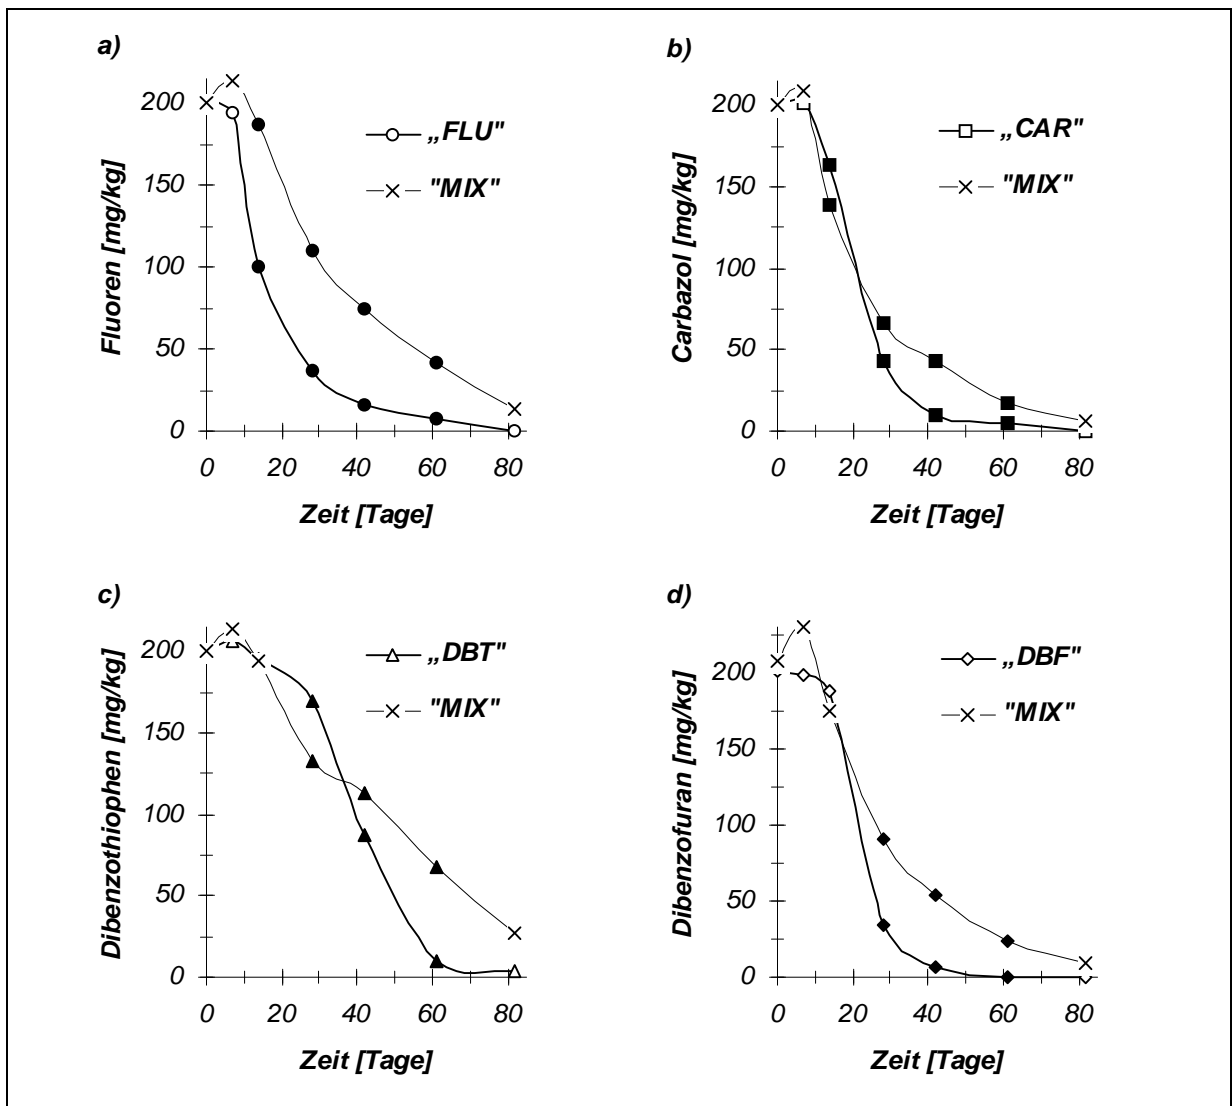 a)
Fluoren [mg/kg]
200
150
100
50
0
0 20 40 60 80
Zeit [Tage]
„FLU"
"MIX"
b)
Carbazol [mg/kg]
200
150
100
50
0
0 20 40 60 80
Zeit [Tage]
„CAR"
"MIX"
c)
Dibenzothiophen [mg/kg]
200
150
100
50
0
0 20 40 60 80
Zeit [Tage]
„DBT"
"MIX"
d)
Dibenzofuran [mg/kg]
200
150
100
50
0
0 20 40 60 80
Zeit [Tage]
„DBF"
"MIX"